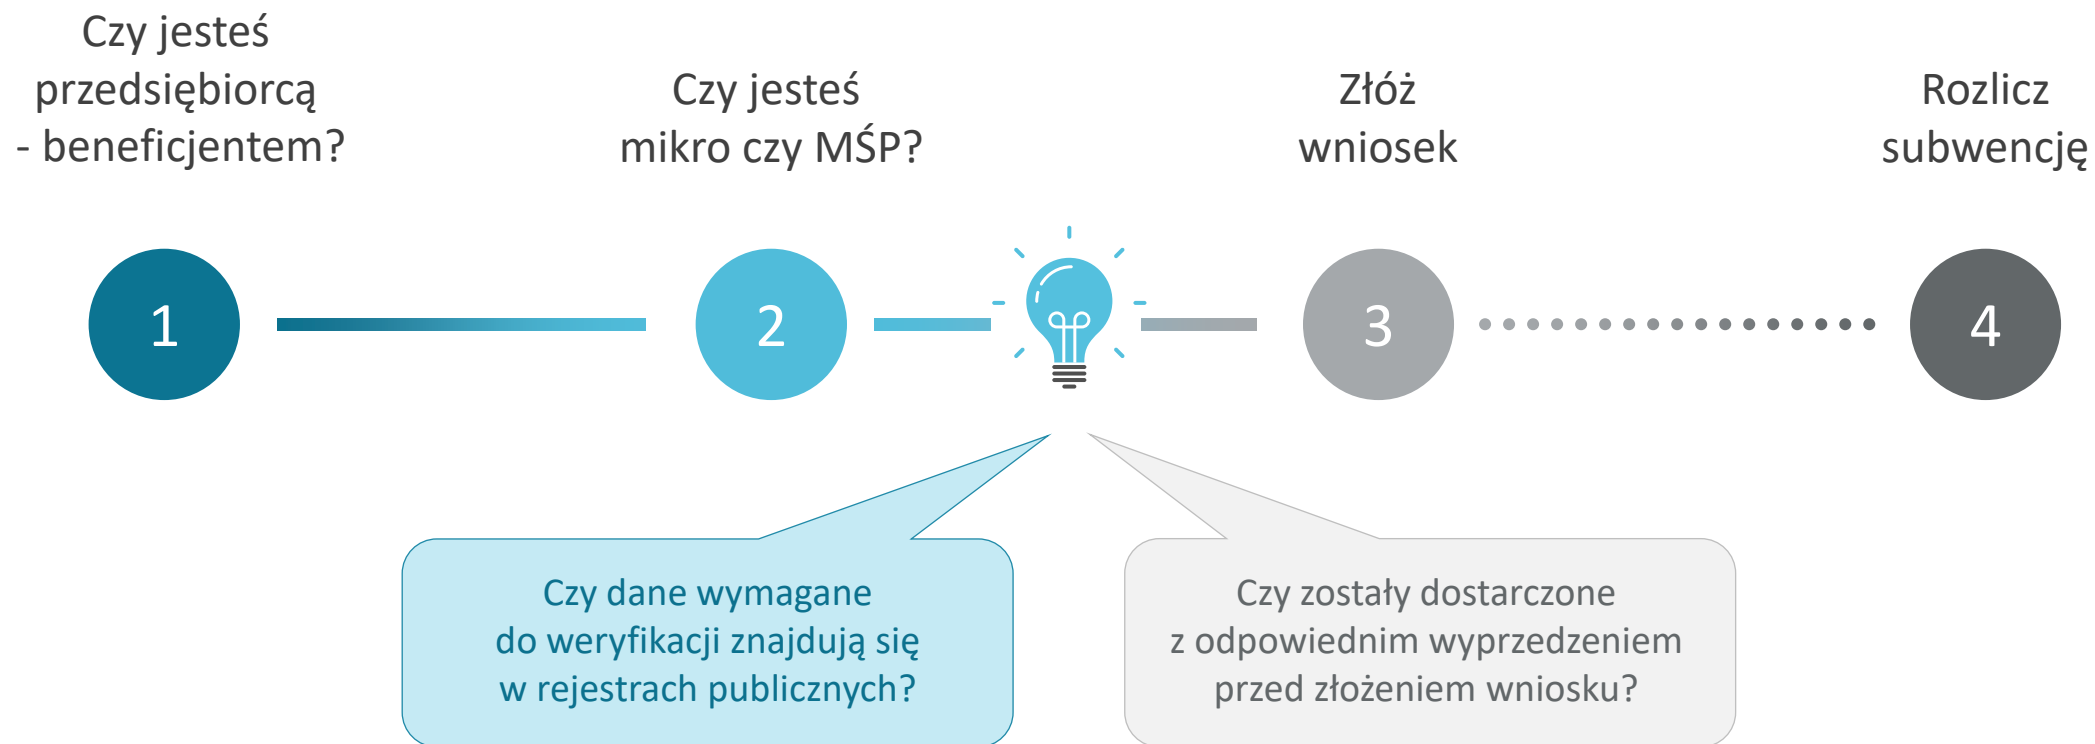 Czy jesteś
przedsiębiorcą
- beneficjentem?
Czy jesteś
mikro czy MŚP?
Złóż
wniosek
Rozlicz
subwencję
1
2
3
4
Czy dane wymagane
do weryfikacji znajdują się
w rejestrach publicznych?
Czy zostały dostarczone
z odpowiednim wyprzedzeniem
przed złożeniem wniosku?